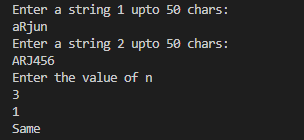 Enter a string 1 upto 50 chars:
aRjun
Enter a string 2 upto 50 chars:
ARJ456
Enter the value of n
3
1
Same